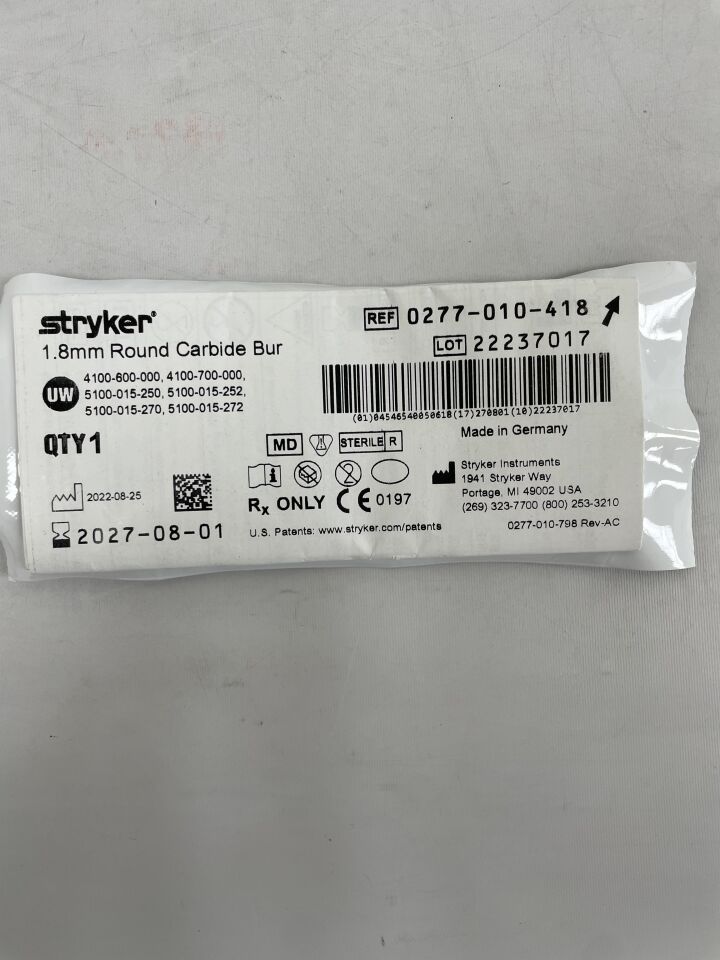 stryker®
REF 0277-010-418
1.8mm Round Carbide Bur
LOT 22237017
UW
4100-600-000, 4100-700-000,
5100-015-250, 5100-015-252,
5100-015-270, 5100-015-272
(01)04546540050618(17)270801(10)22237017
QTY 1
MD
STERILE R
Made in Germany
2022-08-25
2027-08-01
i
2
Rx ONLY CE 0197
U.S. Patents: www.stryker.com/patents
Stryker Instruments
1941 Stryker Way
Portage, MI 49002 USA
(269) 323-7700 (800) 253-3210
0277-010-798 Rev-AC